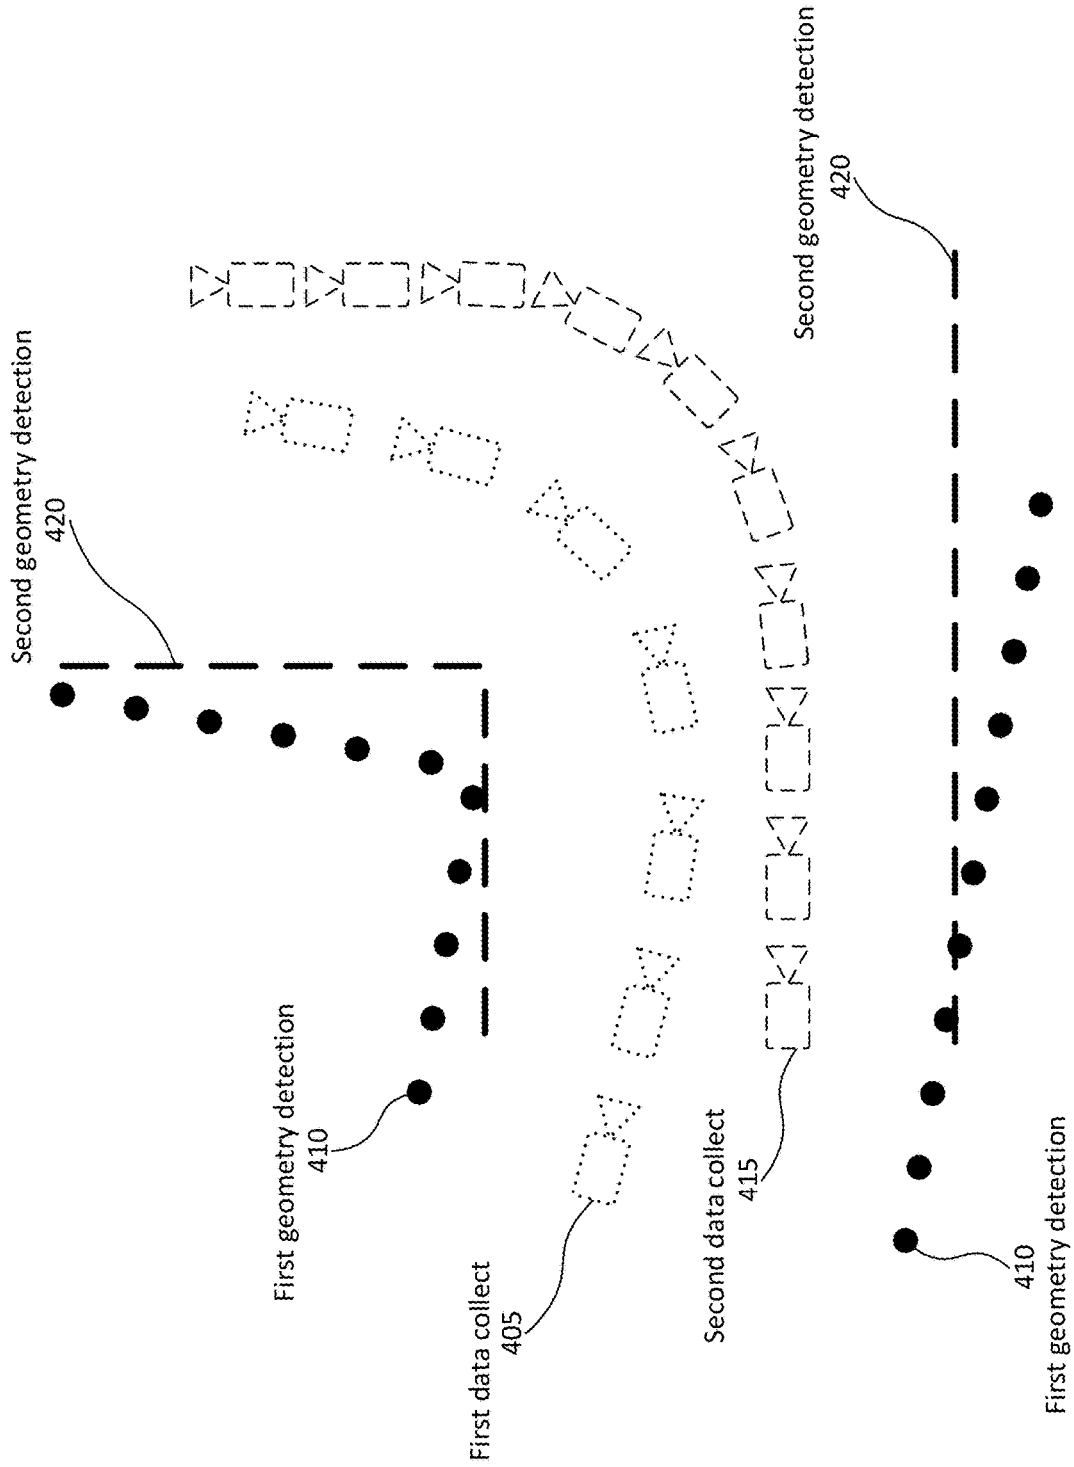 Second geometry detection
420
First geometry detection
410
First data collect
405
Second data collect
415
Second geometry detection
420
410
First geometry detection